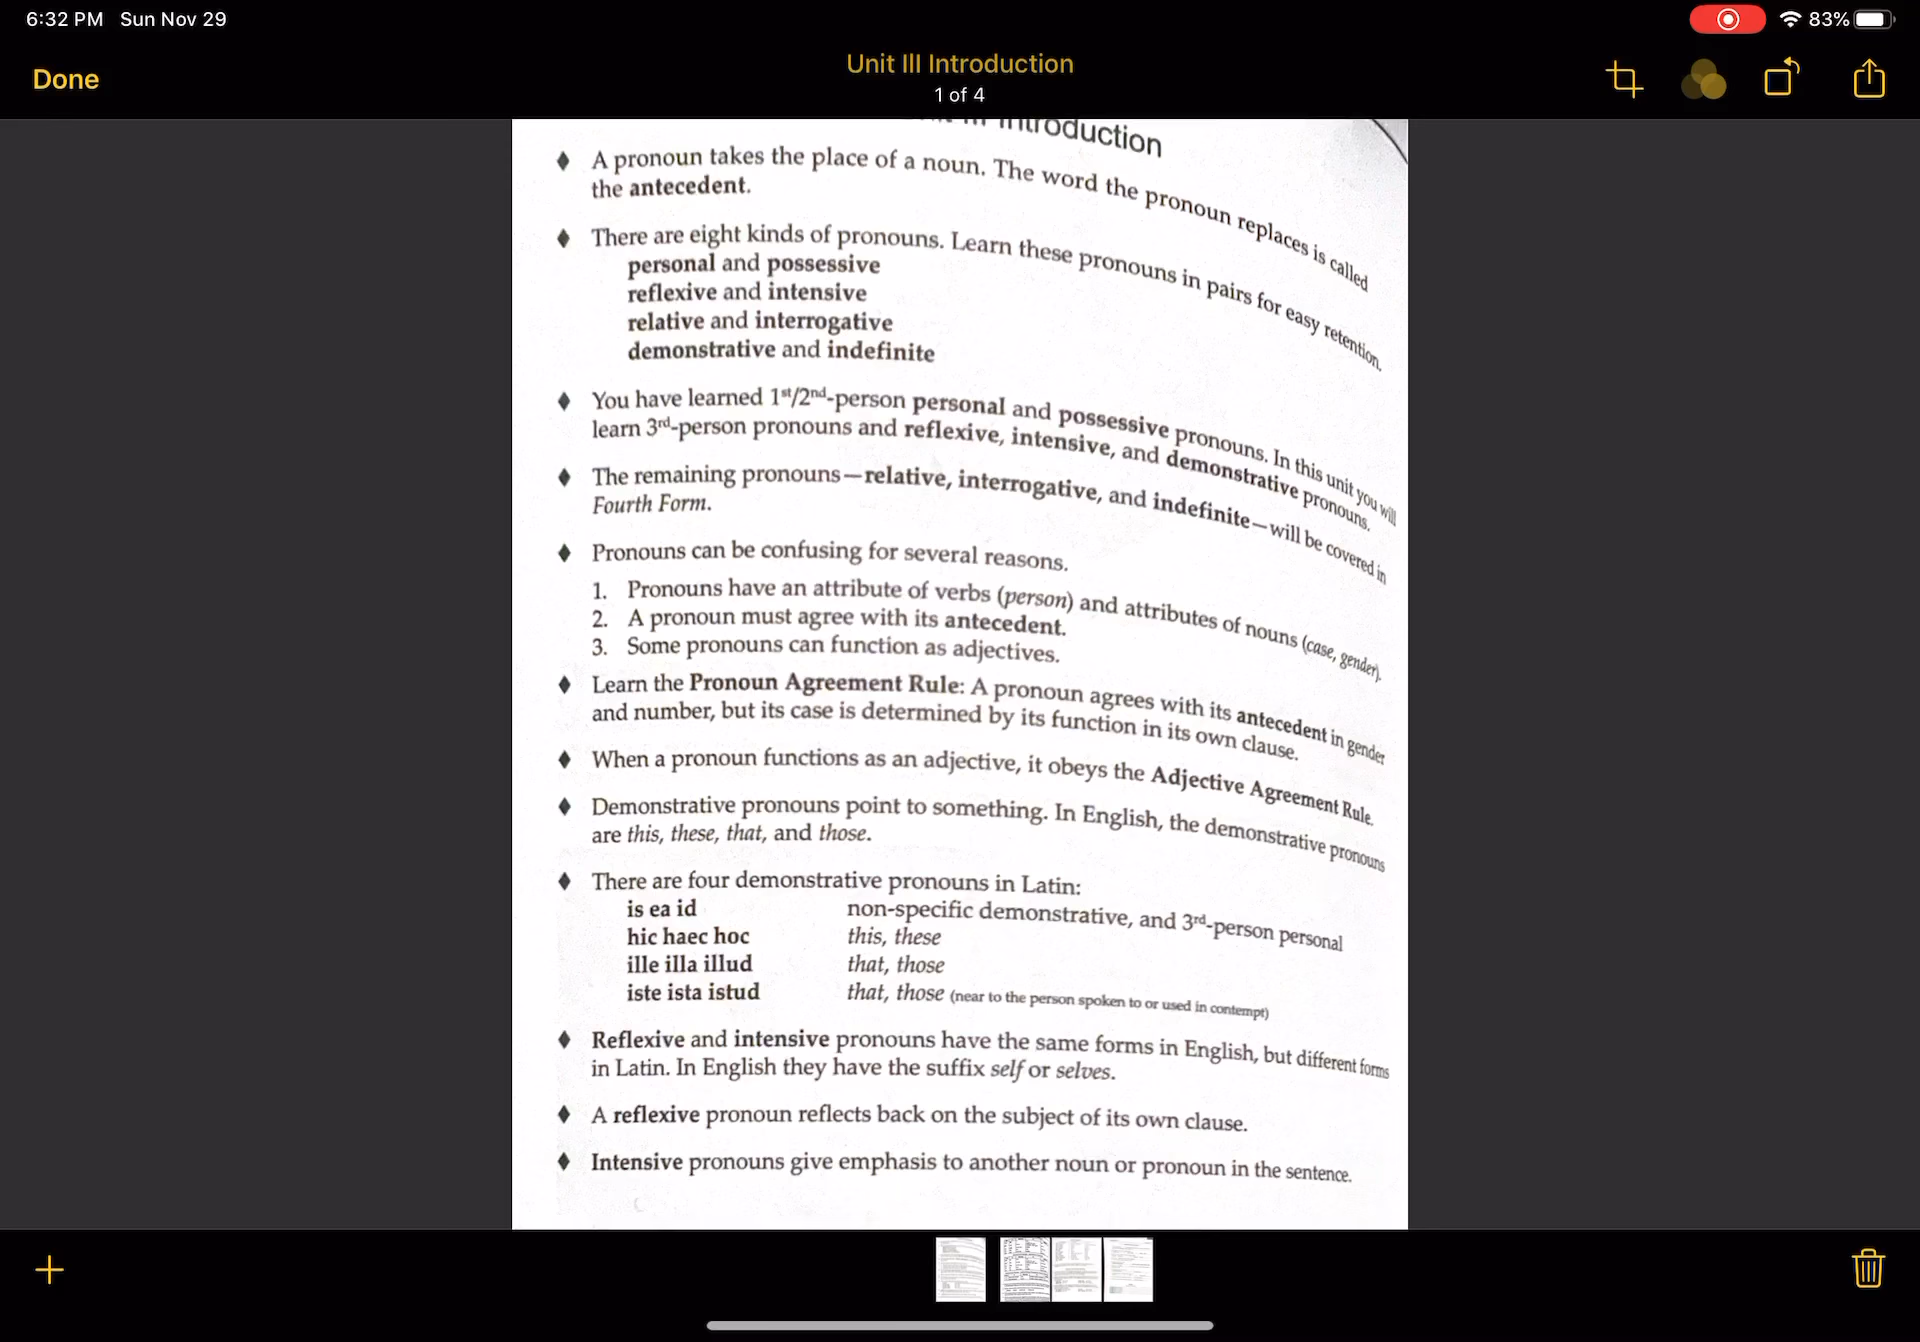 6:32 PM Sun Nov 29
83%
Done
Unit III Introduction
1 of 4
Introduction
♦ A pronoun takes the place of a noun. The word the pronoun replaces is called
the antecedent.
♦ There are eight kinds of pronouns. Learn these pronouns in pairs for easy retention.
personal and possessive
reflexive and intensive
relative and interrogative
demonstrative and indefinite
♦ You have learned 1st/2nd-person personal and possessive pronouns. In this unit you will
learn 3rd-person pronouns and reflexive, intensive, and demonstrative pronouns.
♦ The remaining pronouns—relative, interrogative, and indefinite—will be covered in
Fourth Form.
♦ Pronouns can be confusing for several reasons.
1. Pronouns have an attribute of verbs (person) and attributes of nouns (case, gender).
2. A pronoun must agree with its antecedent.
3. Some pronouns can function as adjectives.
♦ Learn the Pronoun Agreement Rule: A pronoun agrees with its antecedent in gender
and number, but its case is determined by its function in its own clause.
♦ When a pronoun functions as an adjective, it obeys the Adjective Agreement Rule.
♦ Demonstrative pronouns point to something. In English, the demonstrative pronouns
are this, these, that, and those.
♦ There are four demonstrative pronouns in Latin:
is ea id non-specific demonstrative, and 3rd-person personal
hic haec hoc this, these
ille illa illud that, those
iste ista istud that, those (near to the person spoken to or used in contempt)
♦ Reflexive and intensive pronouns have the same forms in English, but different forms
in Latin. In English they have the suffix self or selves.
♦ A reflexive pronoun reflects back on the subject of its own clause.
♦ Intensive pronouns give emphasis to another noun or pronoun in the sentence.